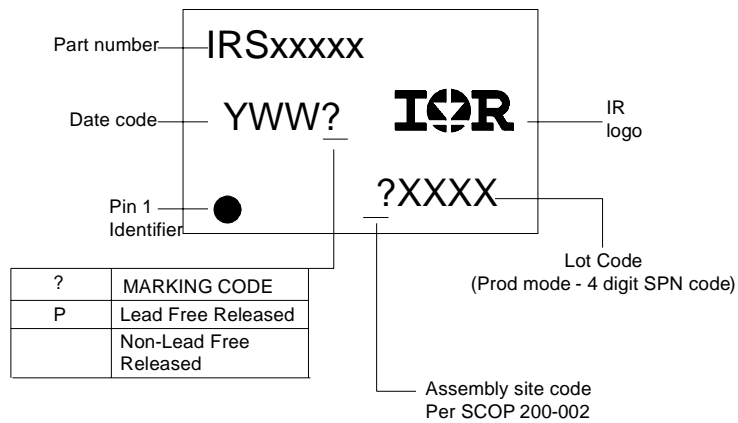 Part number
IRSxxxxx
Date code
YWW?
IOR
IR
logo
Pin 1
Identifier
?XXXX
Lot Code
(Prod mode - 4 digit SPN code)
? MARKING CODE
P Lead Free Released
Non-Lead Free
Released
Assembly site code
Per SCOP 200-002